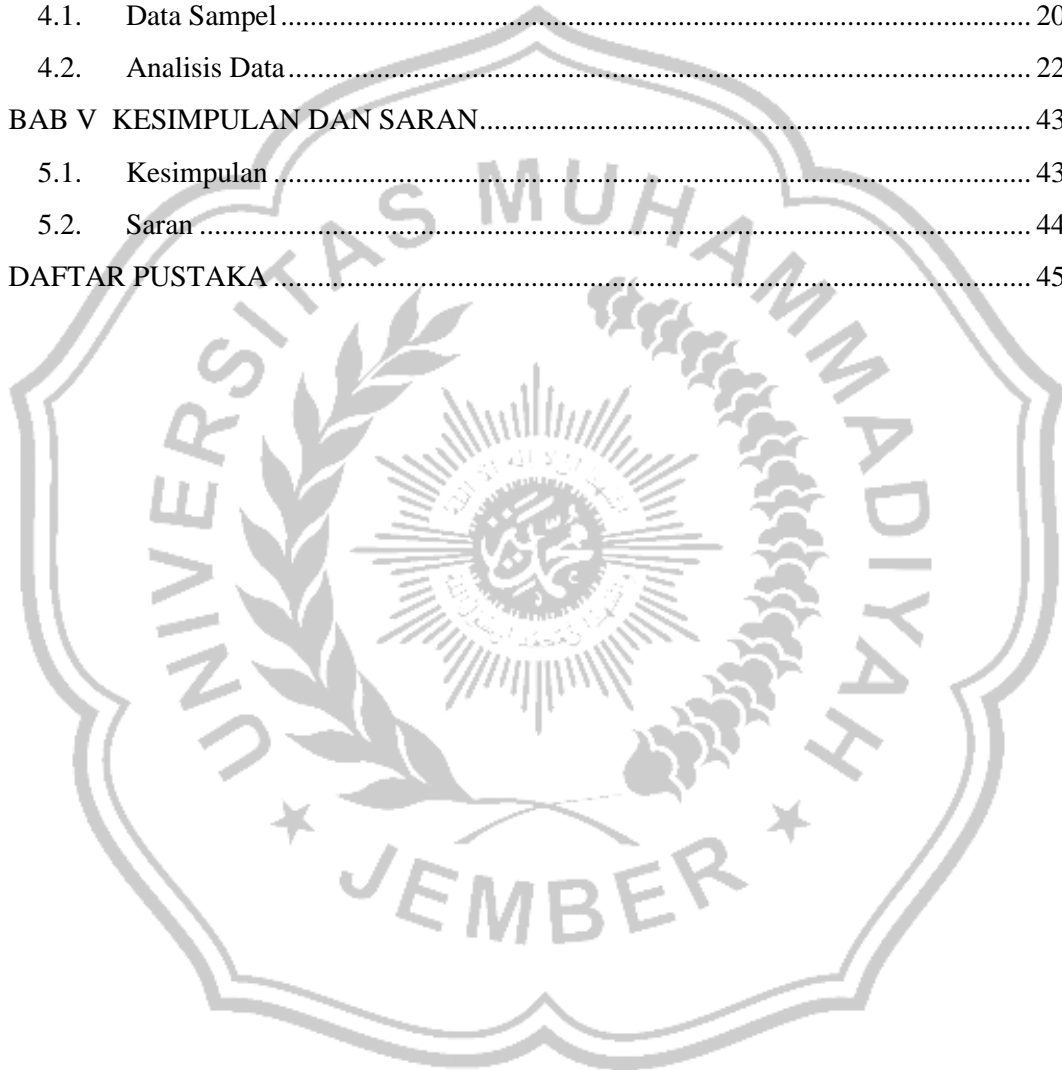 4.1. Data Sampel.......................................................................................................... 20
4.2. Analisis Data........................................................................................................ 22
BAB V KESIMPULAN DAN SARAN............................................................................. 43
5.1. Kesimpulan .......................................................................................................... 43
5.2. Saran .................................................................................................................... 44
DAFTAR PUSTAKA ........................................................................................................ 45
UNIVERSITAS MUHAMMADIYAH
JEMBER